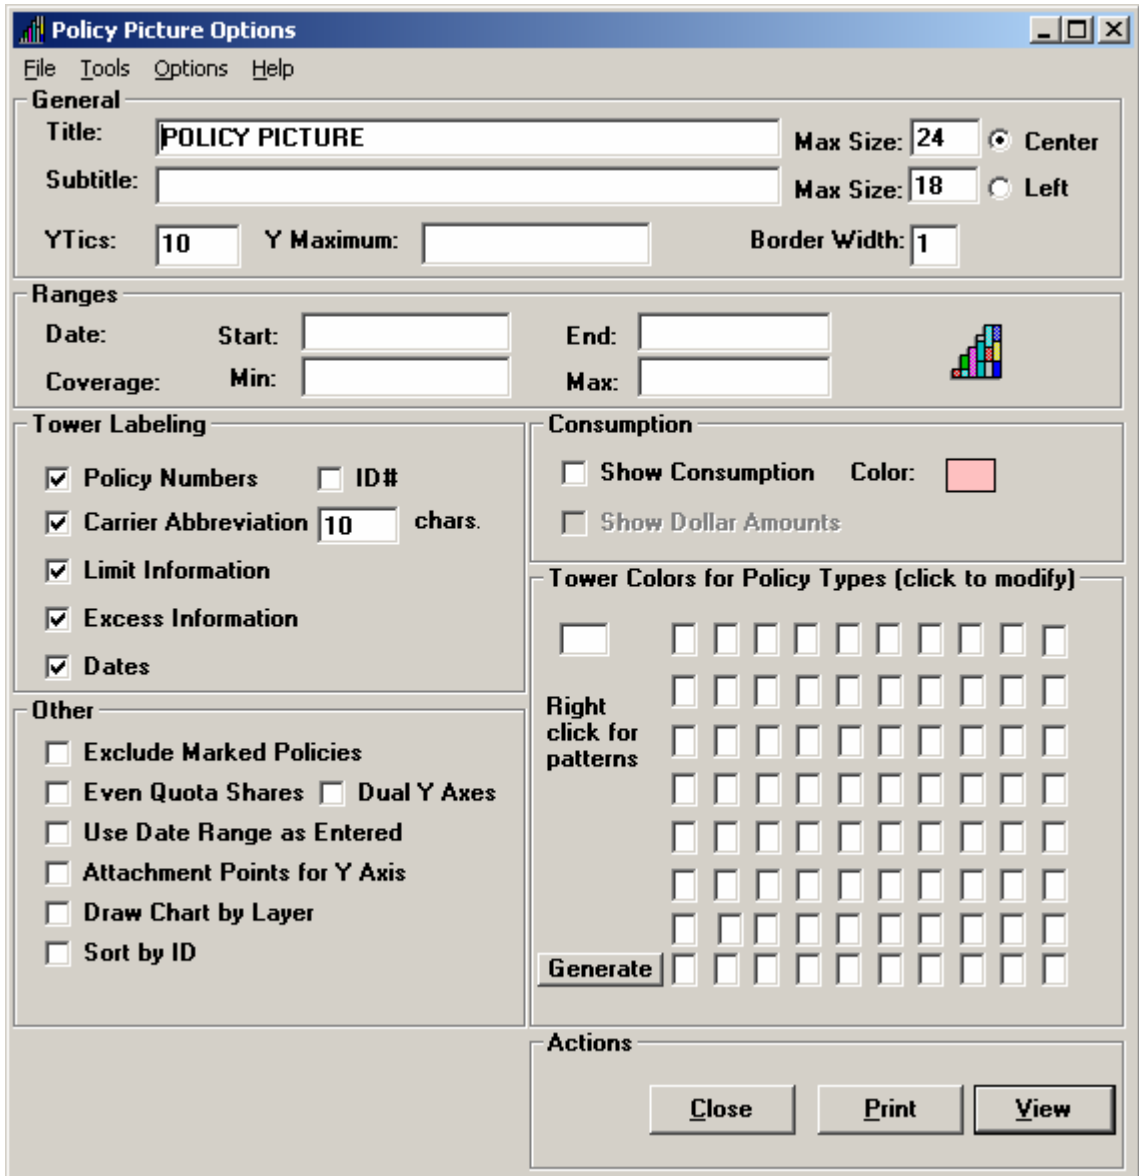 Policy Picture Options
File Tools Options Help
General
Title: POLICY PICTURE Max Size: 24 Center
Subtitle: Max Size: 18 Left
YTics: 10 Y Maximum: Border Width: 1
Ranges
Date: Start: End:
Coverage: Min: Max:
Tower Labeling
Policy Numbers ID#
Carrier Abbreviation 10 chars.
Limit Information
Excess Information
Dates
Consumption
Show Consumption Color:
Show Dollar Amounts
Other
Exclude Marked Policies
Even Quota Shares Dual Y Axes
Use Date Range as Entered
Attachment Points for Y Axis
Draw Chart by Layer
Sort by ID
Tower Colors for Policy Types (click to modify)
Right
click for
patterns
Generate
Actions
Close Print View